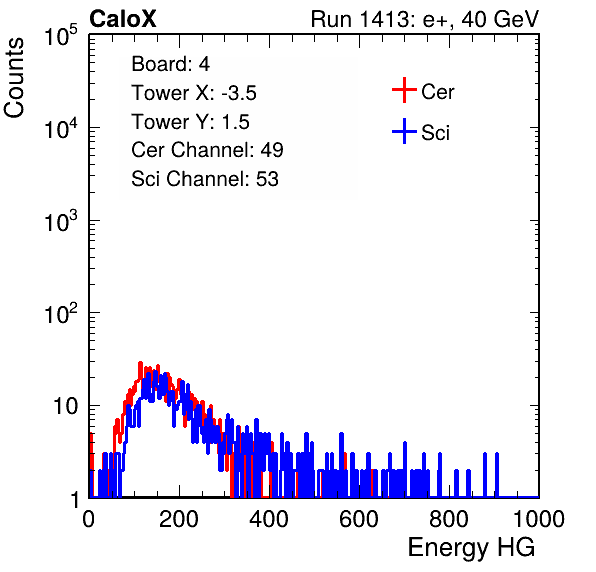 CaloX Run 1413: e+, 40 GeV
Counts
10^5
10^4
10^3
10^2
10
1
Board: 4
Tower X: -3.5
Tower Y: 1.5
Cer Channel: 49
Sci Channel: 53
Cer
Sci
0 200 400 600 800 1000
Energy HG